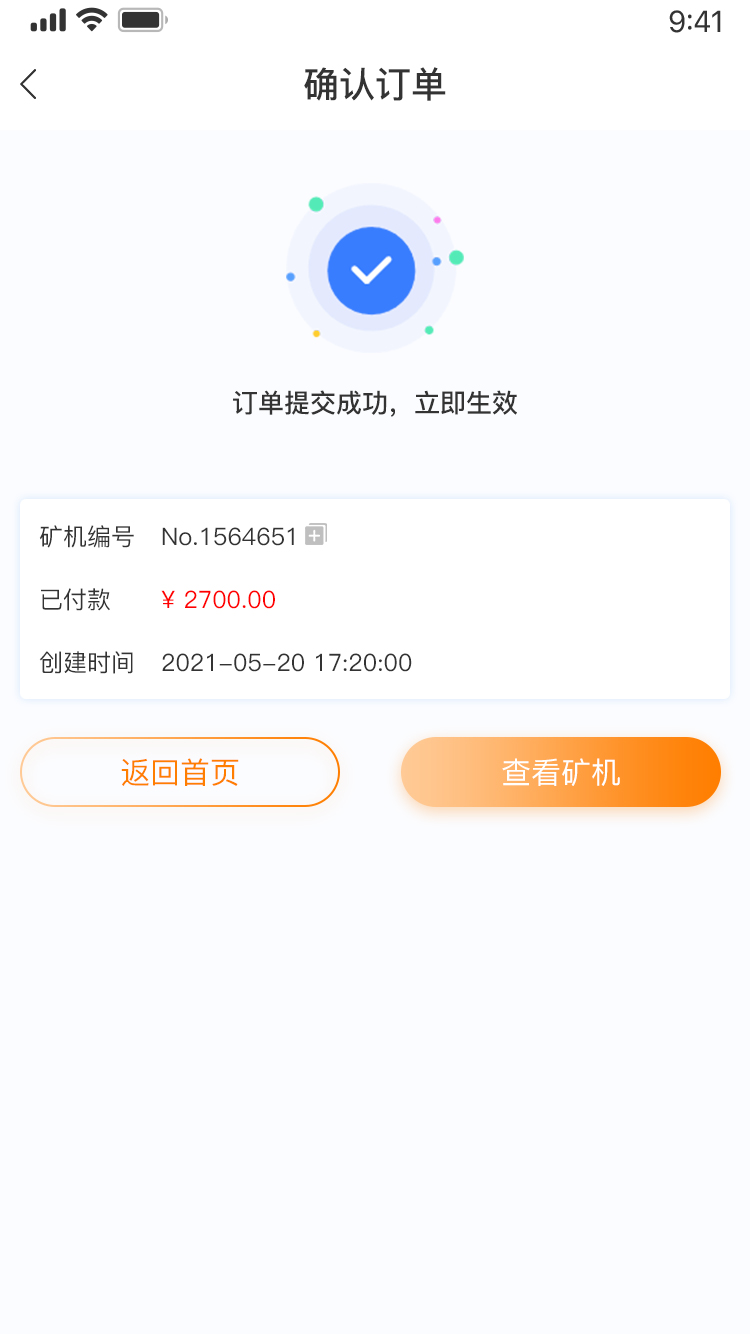 9:41
确认订单
订单提交成功，立即生效
矿机编号 No.1564651
已付款 ¥ 2700.00
创建时间 2021-05-20 17:20:00
返回首页 查看矿机